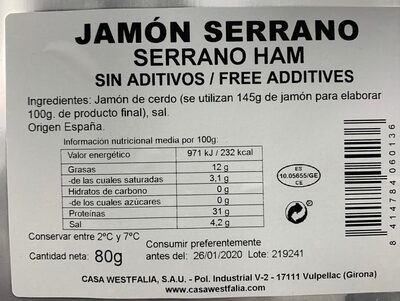 JAMÓN SERRANO
SERRANO HAM
SIN ADITIVOS / FREE ADDITIVES
Ingredientes: Jamón de cerdo (se utilizan 145g de jamón para elaborar
100g. de producto final), sal.
Origen España.
Información nutricional media por 100g:
Valor energético 971 kJ / 232 kcal
Grasas 12 g
-de las cuales saturadas 3,1 g
Hidratos de carbono 0 g
-de los cuales azúcares 0 g
Proteínas 31 g
Sal 4,2 g
ES
10.05655/GE
CE
8 414784 060136
Conservar entre 2ºC y 7ºC
Cantidad neta: 80g
Consumir preferentemente
antes del: 26/01/2020 Lote: 219241
CASA WESTFALIA, S.A.U. - Pol. Industrial V-2 - 17111 Vulpellac (Girona)
www.casawestfalia.com